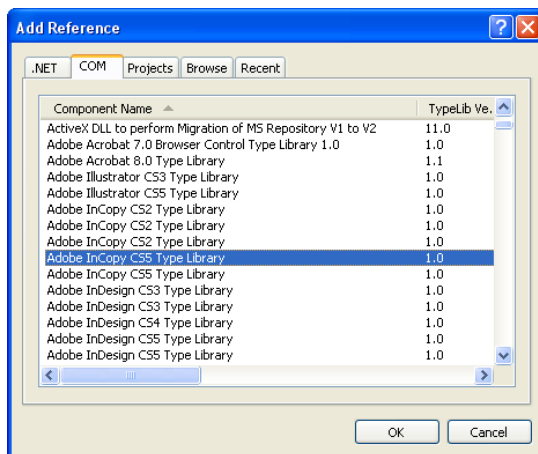 Add Reference
.NET COM Projects Browse Recent
Component Name TypeLib Ve.
ActiveX DLL to perform Migration of MS Repository V1 to V2 11.0
Adobe Acrobat 7.0 Browser Control Type Library 1.0 1.0
Adobe Acrobat 8.0 Type Library 1.1
Adobe Illustrator CS3 Type Library 1.0
Adobe Illustrator CS5 Type Library 1.0
Adobe InCopy CS2 Type Library 1.0
Adobe InCopy CS2 Type Library 1.0
Adobe InCopy CS2 Type Library 1.0
Adobe InCopy CS5 Type Library 1.0
Adobe InCopy CS5 Type Library 1.0
Adobe InDesign CS3 Type Library 1.0
Adobe InDesign CS3 Type Library 1.0
Adobe InDesign CS4 Type Library 1.0
Adobe InDesign CS5 Type Library 1.0
Adobe InDesign CS5 Type Library 1.0
OK Cancel